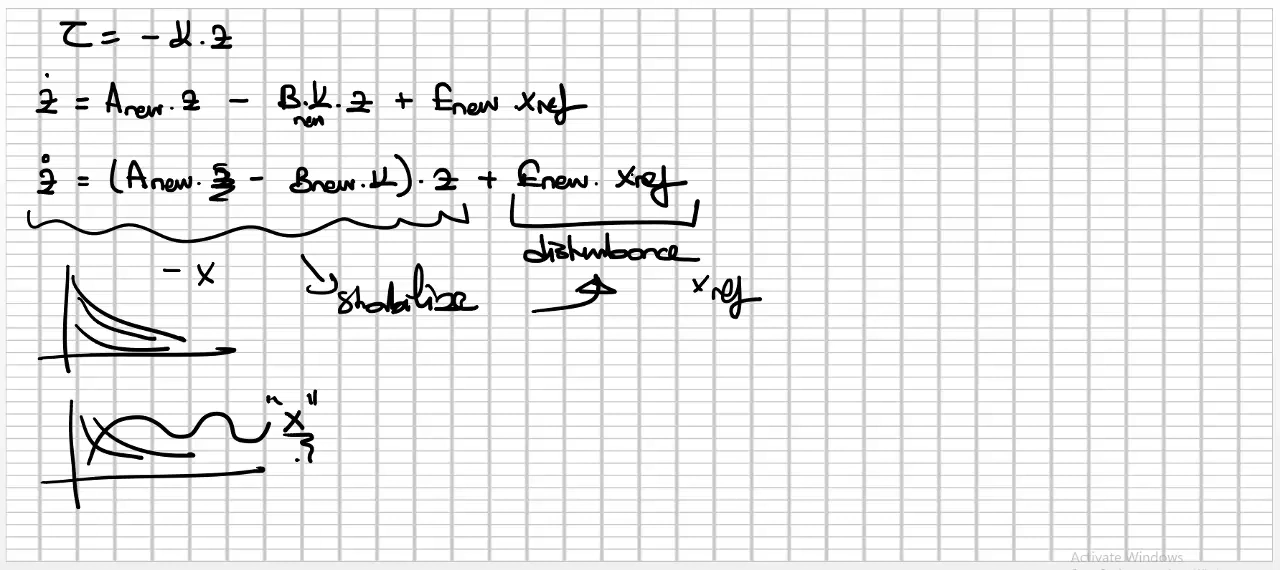 τ = - K . z
ż = Anew . z - B.K . z + Enew . xref
new
ż = (Anew . - Bnew . K) . z + Enew . xref
disturbance
- x
stabilize
xref
"x"
?
Activate Windows